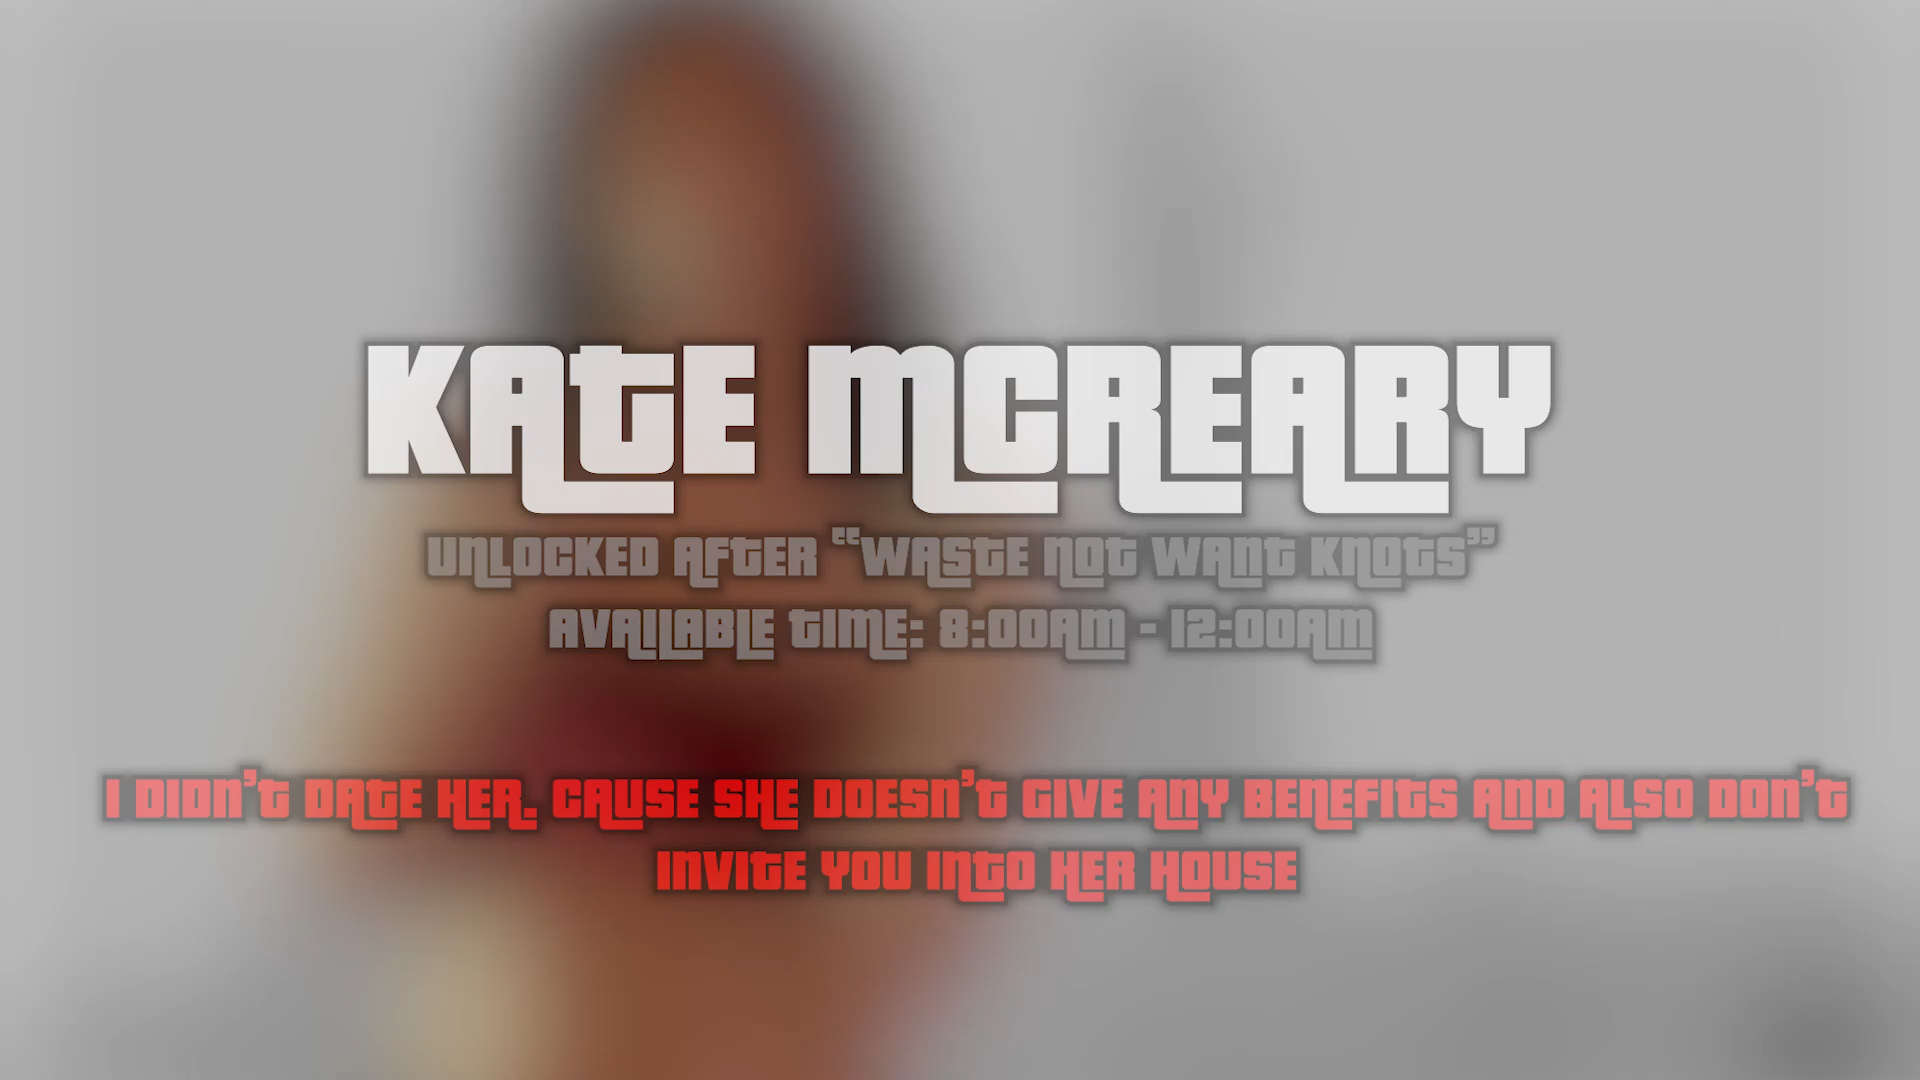 KATE MCREARY
UNLOCKED AFTER “WASTE NOT WANT KNOTS”
AVAILABLE TIME: 8:00AM - 12:00AM
I DIDN’T DATE HER. CAUSE SHE DOESN’T GIVE ANY BENEFITS AND ALSO DON’T
INVITE YOU INTO HER HOUSE